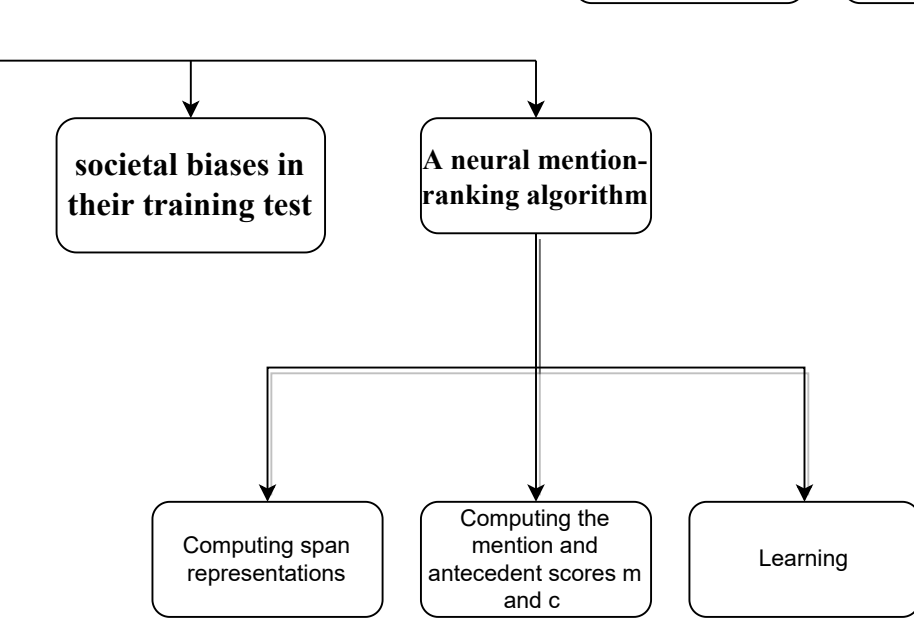 societal biases in
their training test
A neural mention-
ranking algorithm
Computing span
representations
Computing the
mention and
antecedent scores m
and c
Learning